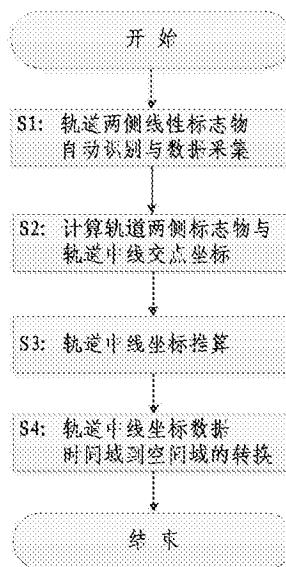 开 始
S1: 轨道两侧线性标志物
自动识别与数据采集
S2: 计算轨道两侧标志物与
轨道中线交点坐标
S3: 轨道中线坐标推算
S4: 轨道中线坐标数据
时间域到空间域的转换
结 束